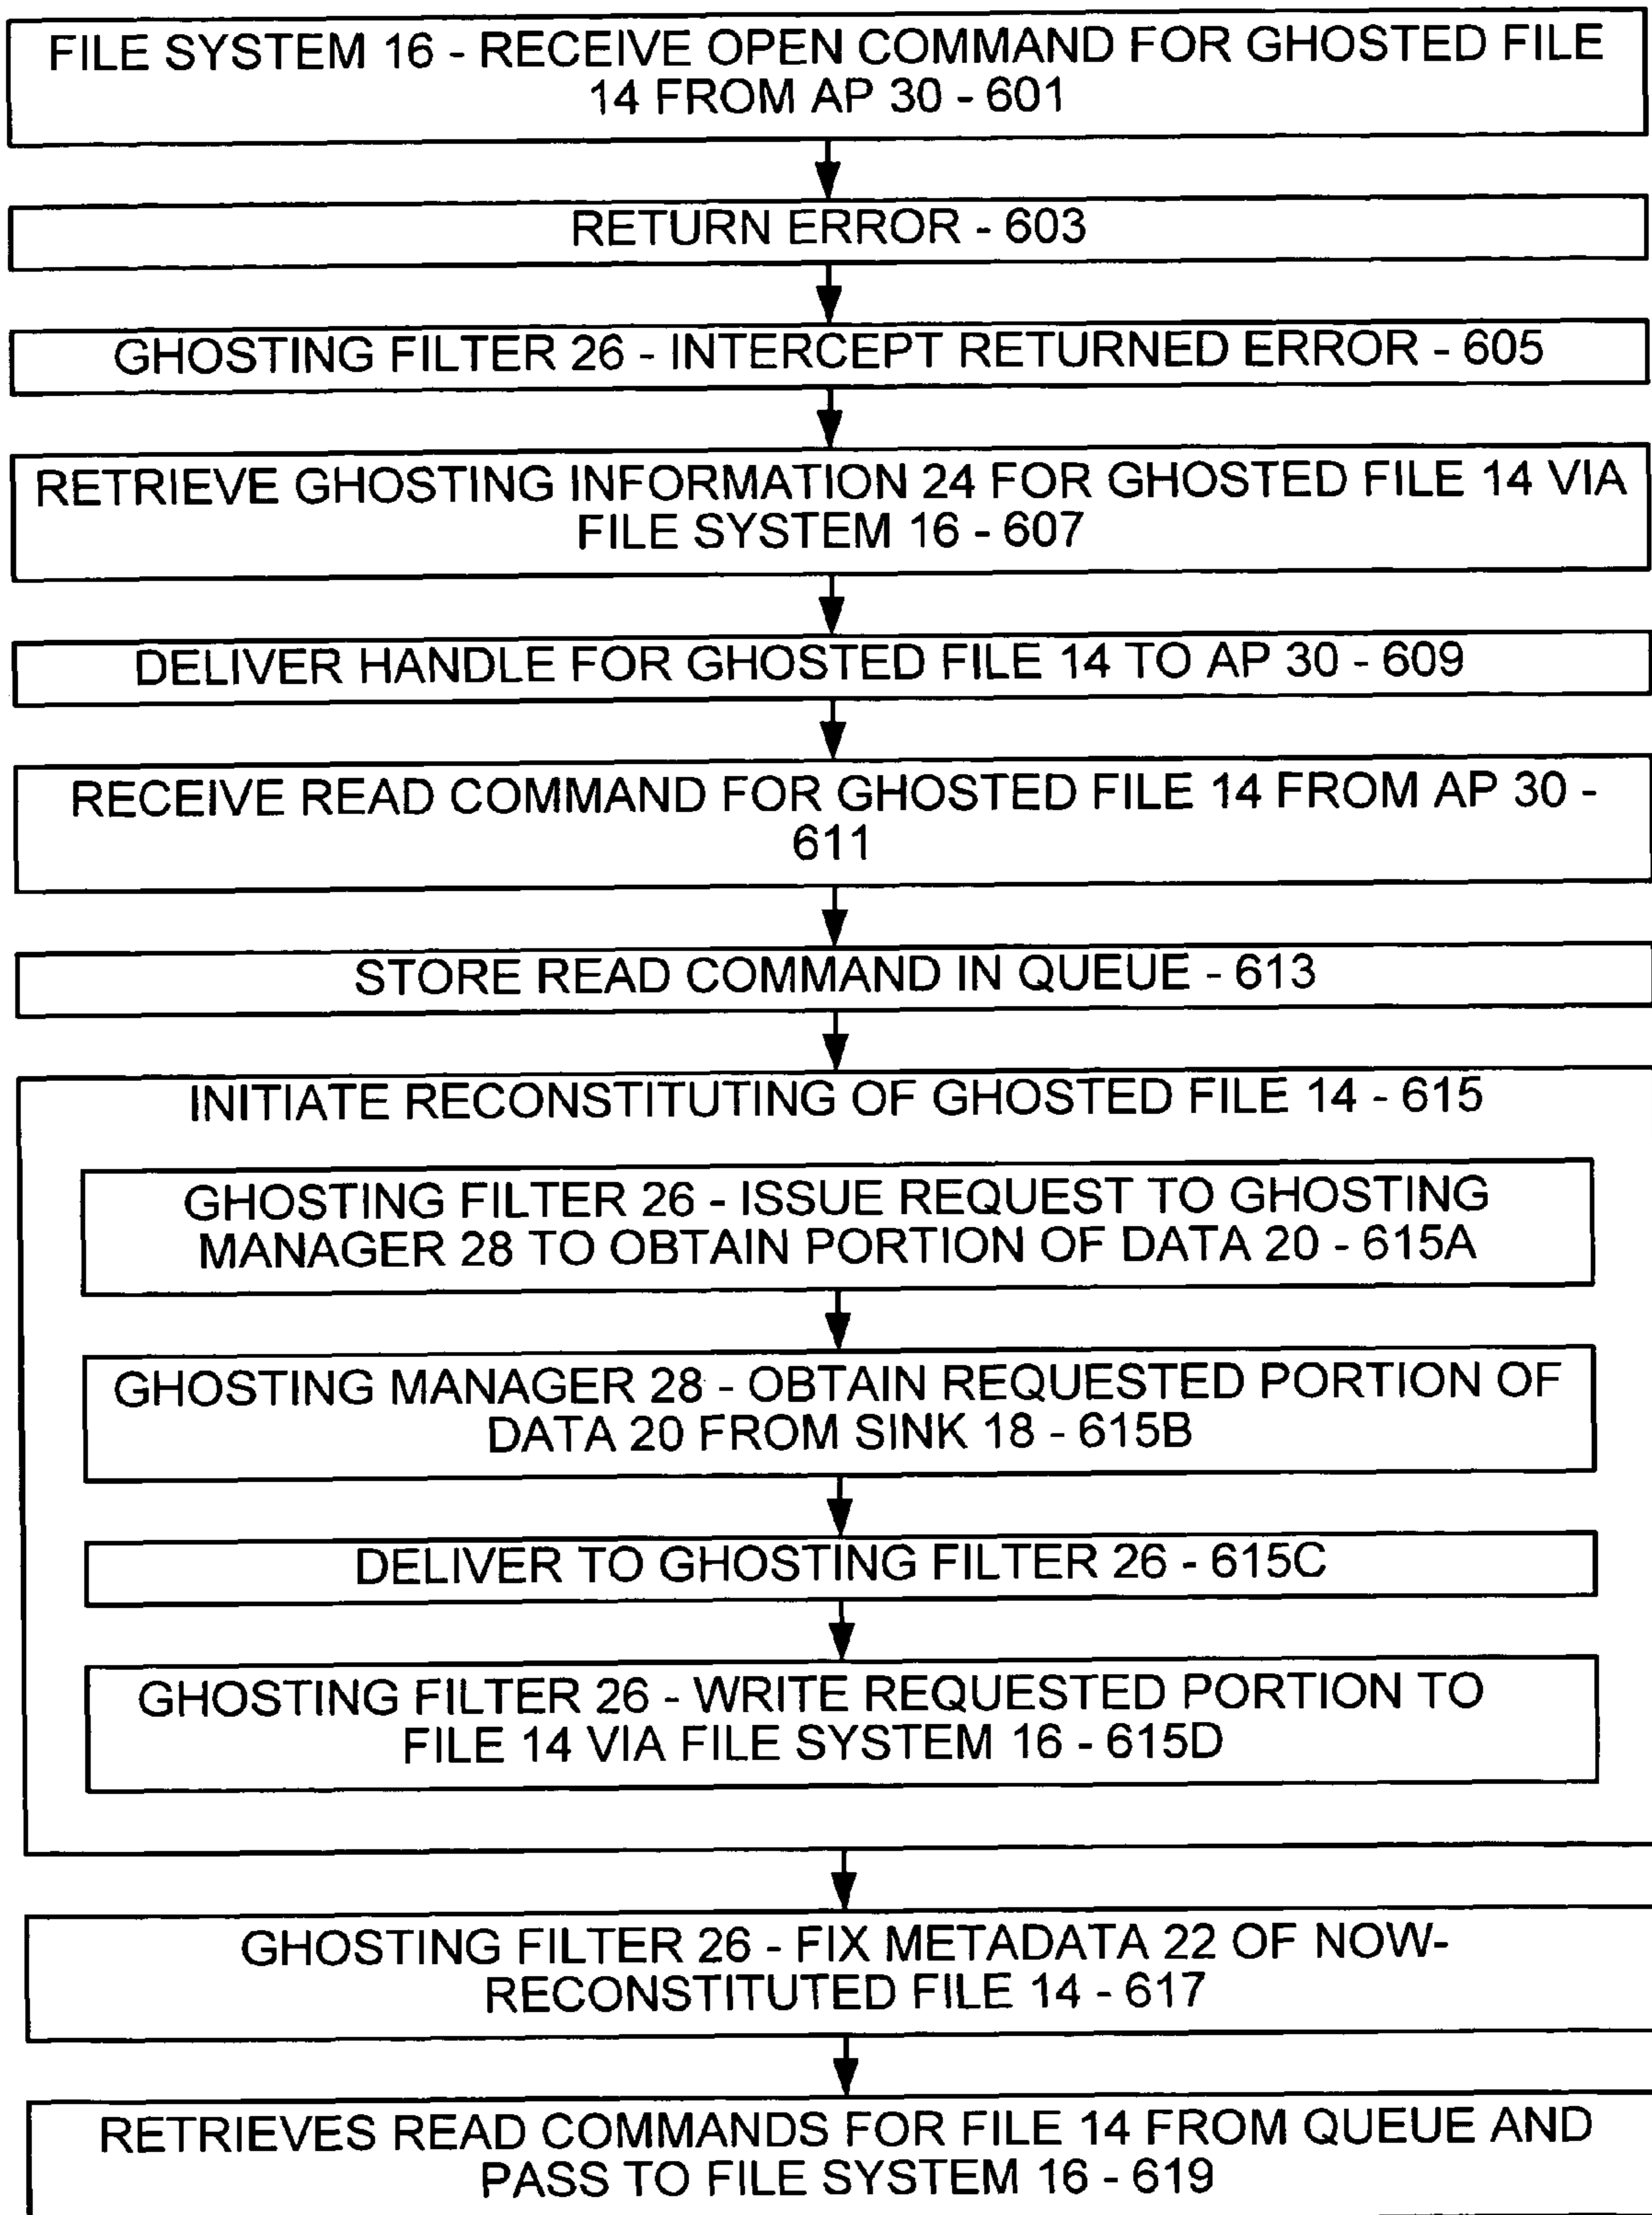 FILE SYSTEM 16 - RECEIVE OPEN COMMAND FOR GHOSTED FILE
14 FROM AP 30 - 601
RETURN ERROR - 603
GHOSTING FILTER 26 - INTERCEPT RETURNED ERROR - 605
RETRIEVE GHOSTING INFORMATION 24 FOR GHOSTED FILE 14 VIA
FILE SYSTEM 16 - 607
DELIVER HANDLE FOR GHOSTED FILE 14 TO AP 30 - 609
RECEIVE READ COMMAND FOR GHOSTED FILE 14 FROM AP 30 -
611
STORE READ COMMAND IN QUEUE - 613
INITIATE RECONSTITUTING OF GHOSTED FILE 14 - 615
GHOSTING FILTER 26 - ISSUE REQUEST TO GHOSTING
MANAGER 28 TO OBTAIN PORTION OF DATA 20 - 615A
GHOSTING MANAGER 28 - OBTAIN REQUESTED PORTION OF
DATA 20 FROM SINK 18 - 615B
DELIVER TO GHOSTING FILTER 26 - 615C
GHOSTING FILTER 26 - WRITE REQUESTED PORTION TO
FILE 14 VIA FILE SYSTEM 16 - 615D
GHOSTING FILTER 26 - FIX METADATA 22 OF NOW-
RECONSTITUTED FILE 14 - 617
RETRIEVES READ COMMANDS FOR FILE 14 FROM QUEUE AND
PASS TO FILE SYSTEM 16 - 619